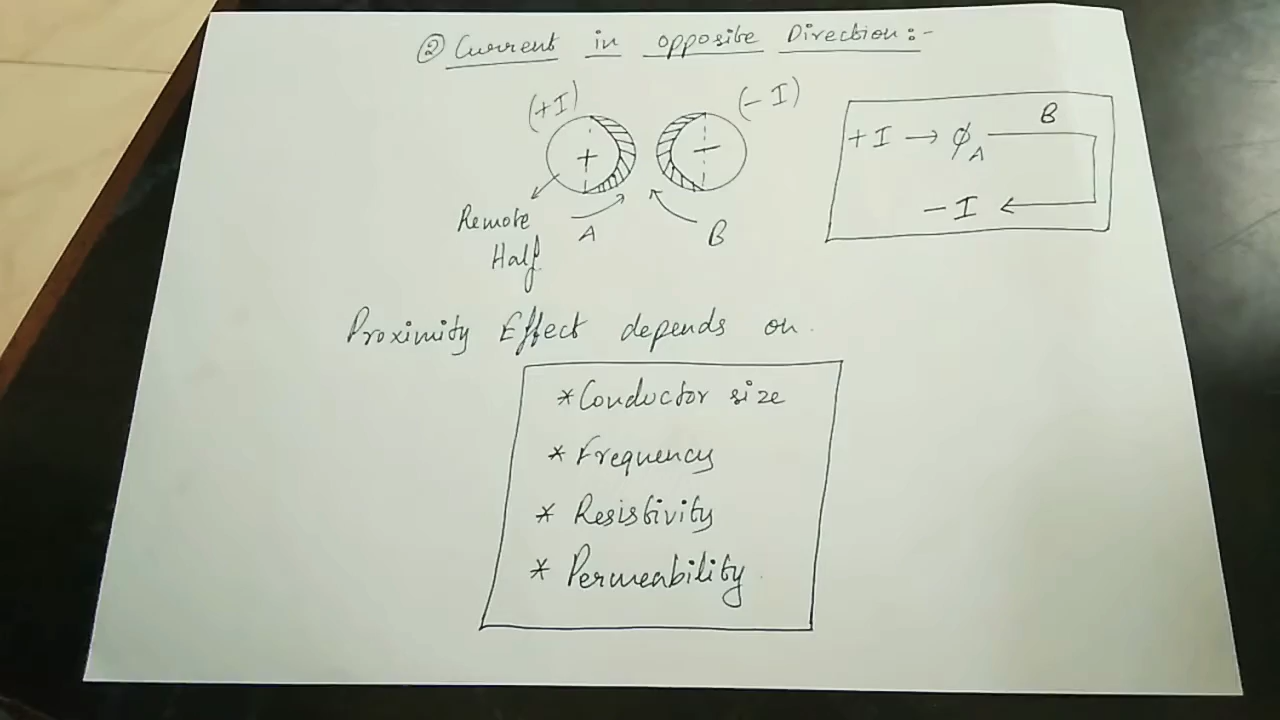 ② Current in opposite Direction:-
(+I) (- I)
+ -
Remote
Half
A B
+I → ϕA B
- I ←
Proximity Effect depends on.
* Conductor size
* Frequency
* Resistivity
* Permeability.